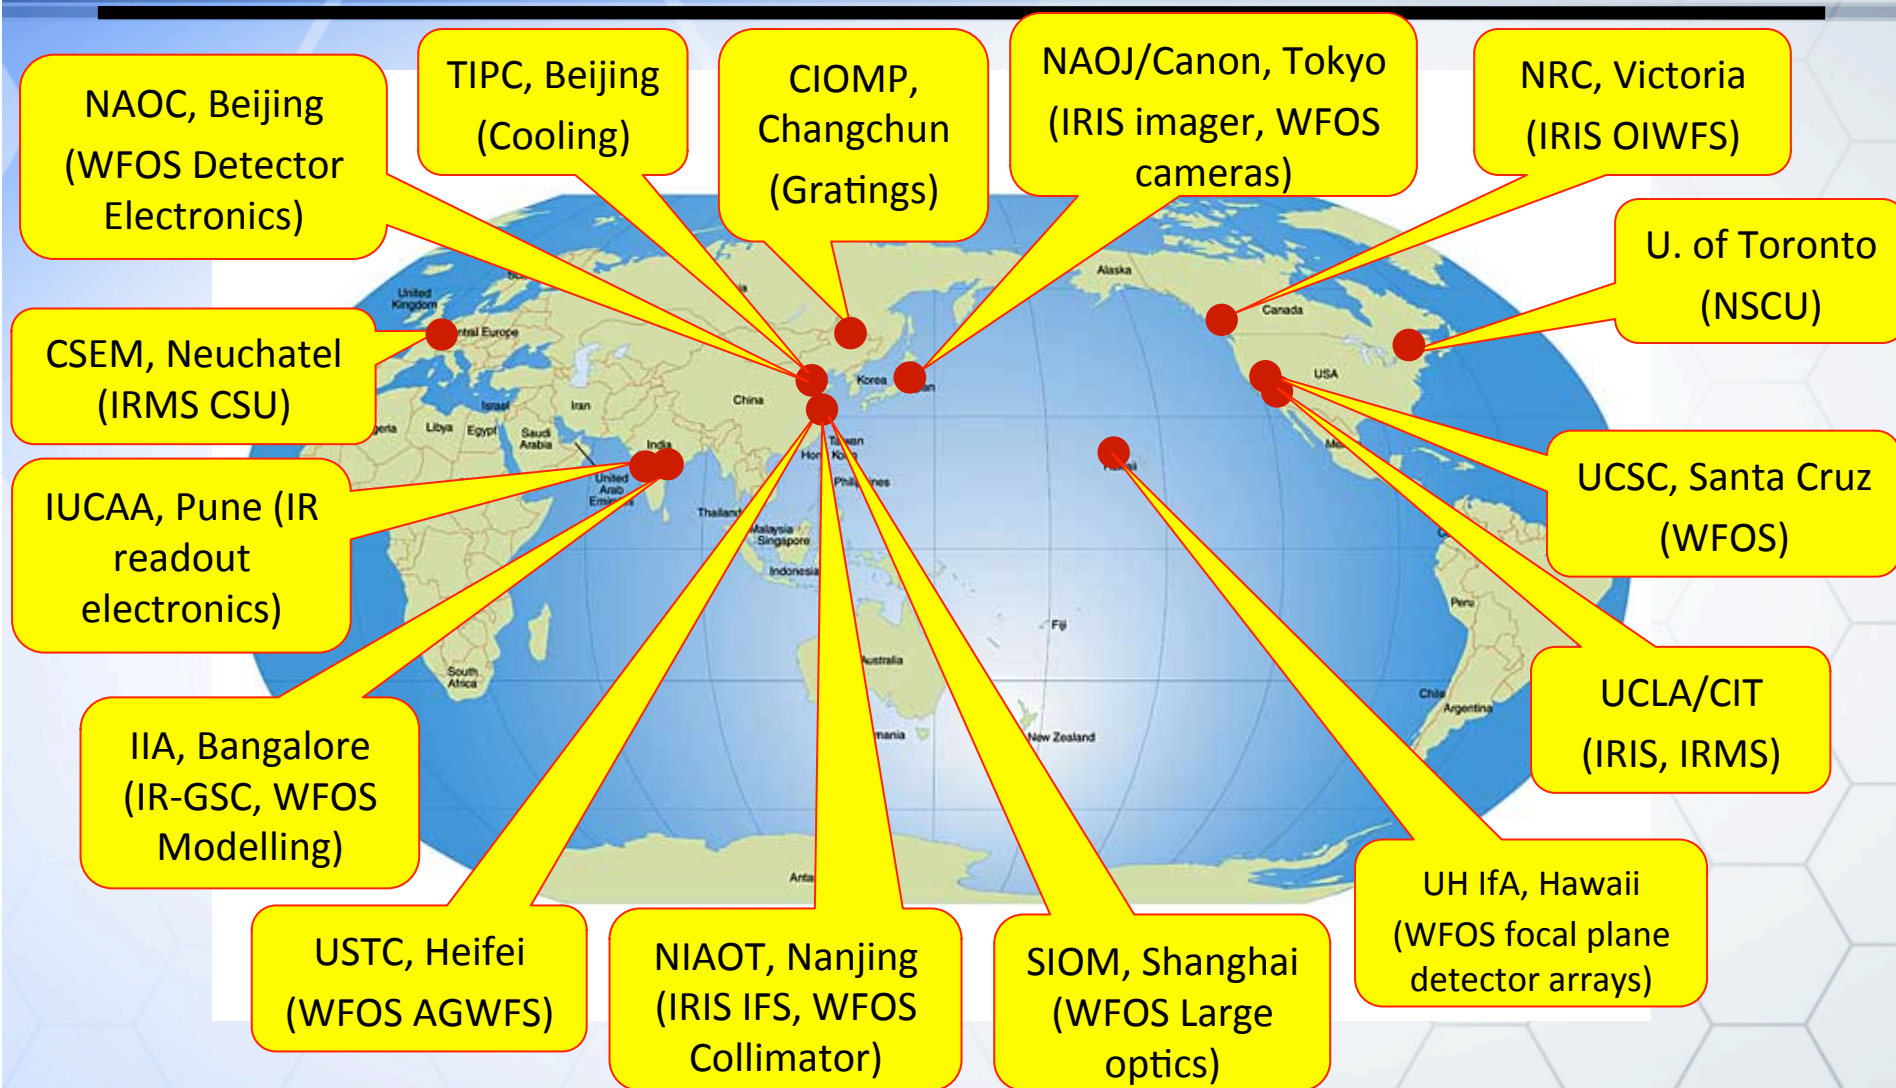 NAOC, Beijing
(WFOS Detector
Electronics)
TIPC, Beijing
(Cooling)
CIOMP,
Changchun
(Gratings)
NAOJ/Canon, Tokyo
(IRIS imager, WFOS
cameras)
NRC, Victoria
(IRIS OIWFS)
U. of Toronto
(NSCU)
CSEM, Neuchatel
(IRMS CSU)
IUCAA, Pune (IR
readout
electronics)
IIA, Bangalore
(IR-GSC, WFOS
Modelling)
USTC, Heifei
(WFOS AGWFS)
NIAOT, Nanjing
(IRIS IFS, WFOS
Collimator)
SIOM, Shanghai
(WFOS Large
optics)
UH IfA, Hawaii
(WFOS focal plane
detector arrays)
UCLA/CIT
(IRIS, IRMS)
UCSC, Santa Cruz
(WFOS)
Alaska
Canada
USA
United
Kingdom
Europe
Israel
Iran
Libya
Egypt
Saudi
Arabia
United
Arab
India
China
Korea
Thailand
Malaysia
Singapore
Indonesia
Fiji
Australia
New Zealand
South
Africa
Peru
Chile
Argentina